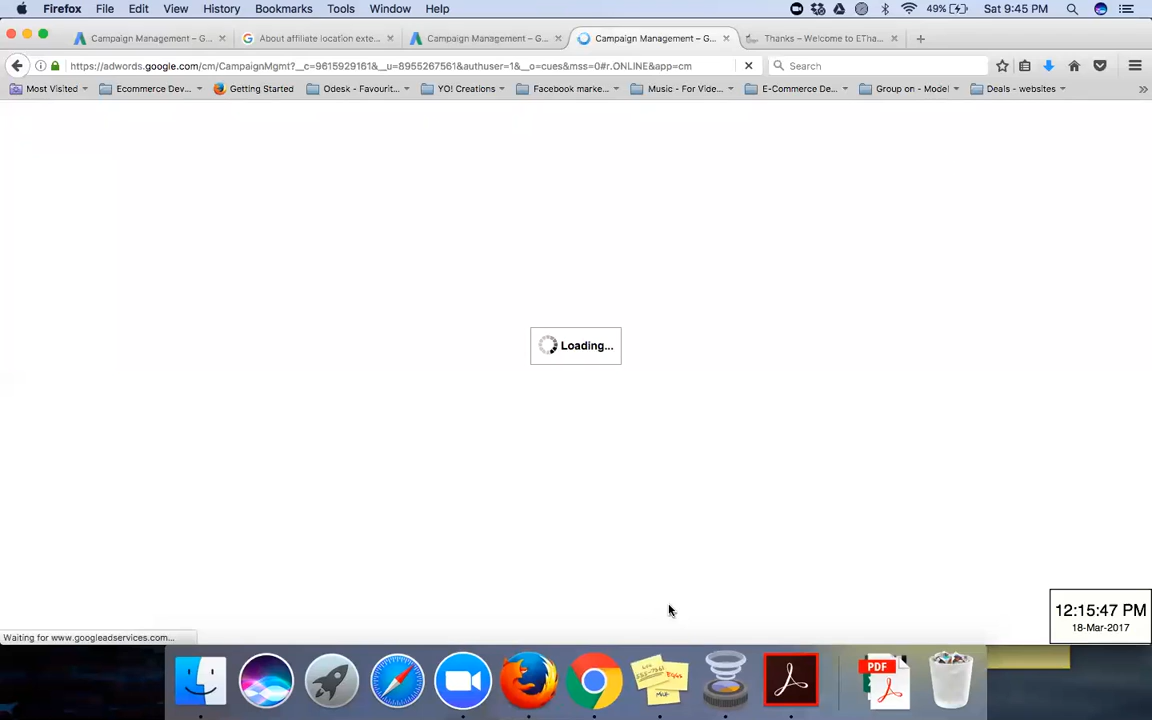 Firefox File Edit View History Bookmarks Tools Window Help 49% Sat 9:45 PM
Campaign Management – G... About affiliate location exte... Campaign Management – G... Campaign Management – G... Thanks – Welcome to ETha...
https://adwords.google.com/cm/CampaignMgmt?__c=9615929161&__u=8955267561&authuser=1&__o=cues&mss=0#r.ONLINE&app=cm Search
Most Visited Ecommerce Dev... Getting Started Odesk - Favourit... YO! Creations Facebook marke... Music - For Vide... E-Commerce De... Group on - Model Deals - websites
Loading...
12:15:47 PM
18-Mar-2017
Waiting for www.googleadservices.com...
PDF